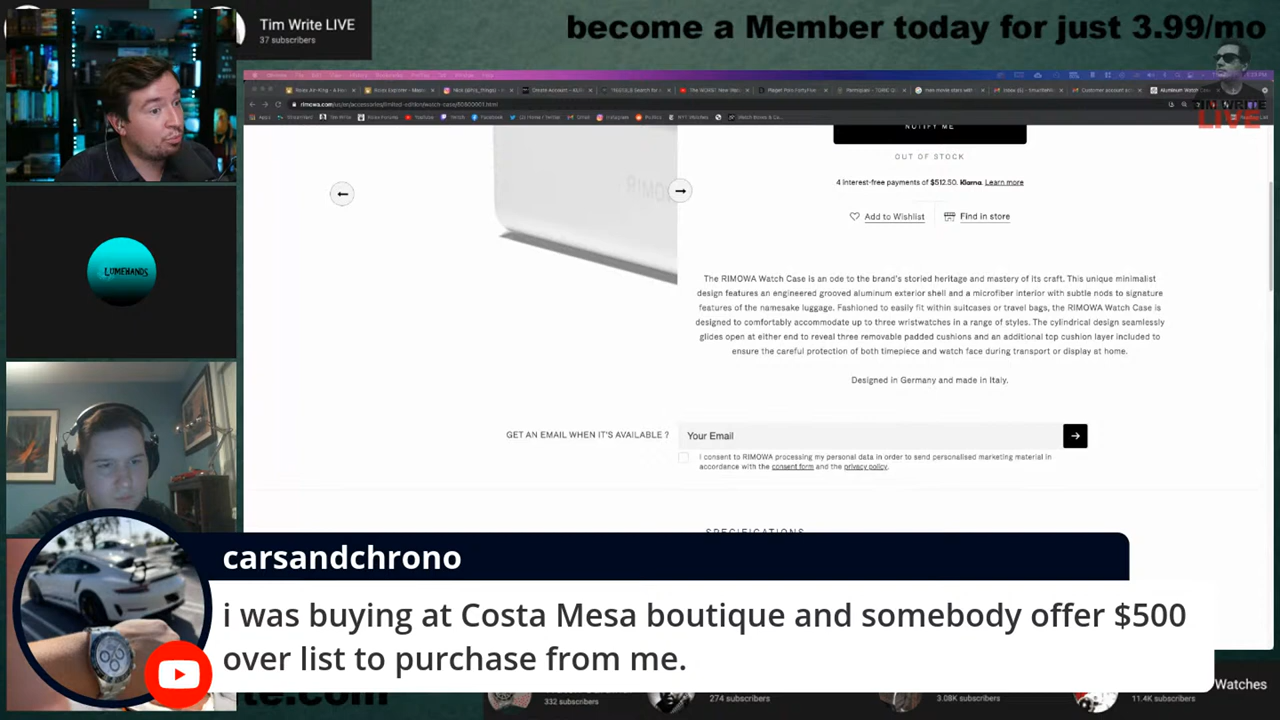 Tim Write LIVE
37 subscribers
become a Member today for just 3.99/mo
TIM WRITE
LIVE
NOTIFY ME
OUT OF STOCK
4 interest-free payments of $512.50. Klarna. Learn more
Add to Wishlist
Find in store
RIMOWA
The RIMOWA Watch Case is an ode to the brand's storied heritage and mastery of its craft. This unique minimalist
design features an engineered grooved aluminum exterior shell and a microfiber interior with subtle nods to signature
features of the namesake luggage. Fashioned to easily fit within suitcases or travel bags, the RIMOWA Watch Case is
designed to comfortably accommodate up to three wristwatches in a range of styles. The cylindrical design seamlessly
glides open at either end to reveal three removable padded cushions and an additional top cushion layer included to
ensure the careful protection of both timepiece and watch face during transport or display at home.
Designed in Germany and made in Italy.
GET AN EMAIL WHEN IT'S AVAILABLE ?
Your Email
I consent to RIMOWA processing my personal data in order to send personalised marketing material in
accordance with the consent form and the privacy policy.
SPECIFICATIONS
LUMEHANDS
carsandchrono
i was buying at Costa Mesa boutique and somebody offer $500
over list to purchase from me.
332 subscribers
274 subscribers
3.08K subscribers
11.4K subscribers
Watches